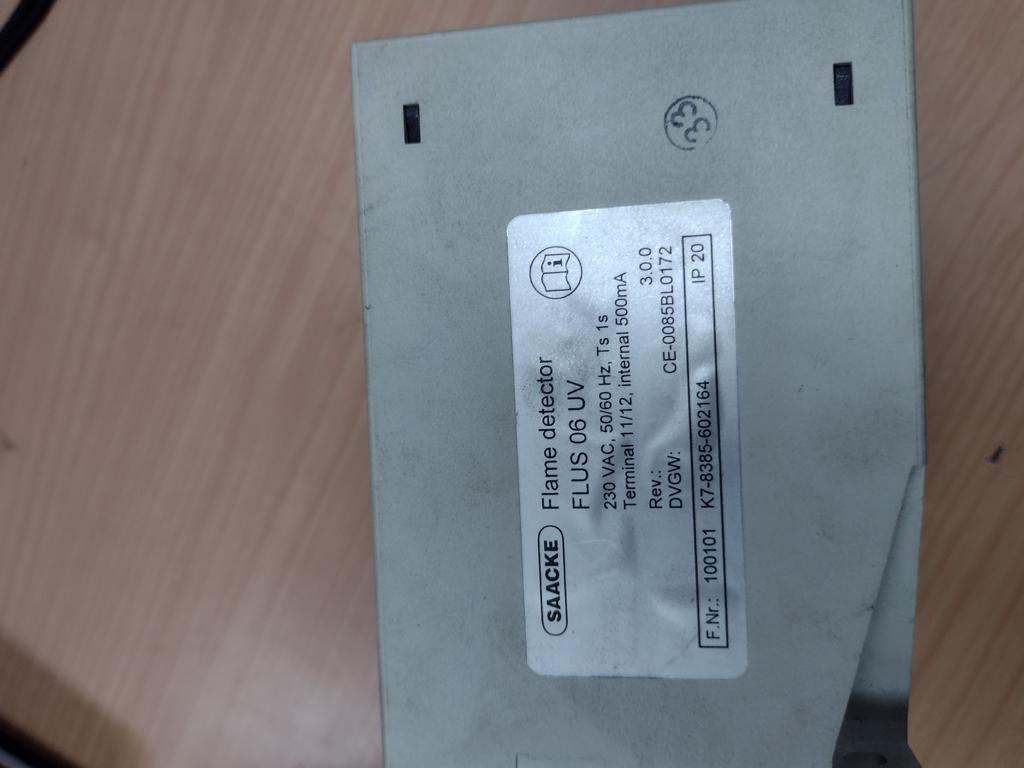 SAACKE
Flame detector
FLUS 06 UV
230 VAC, 50/60 Hz, Ts 1s
Terminal 11/12, internal 500mA
Rev.: 3.0.0
DVGW: CE-0085BL0172
F.Nr.: 100101 K7-8385-602164 IP 20
33